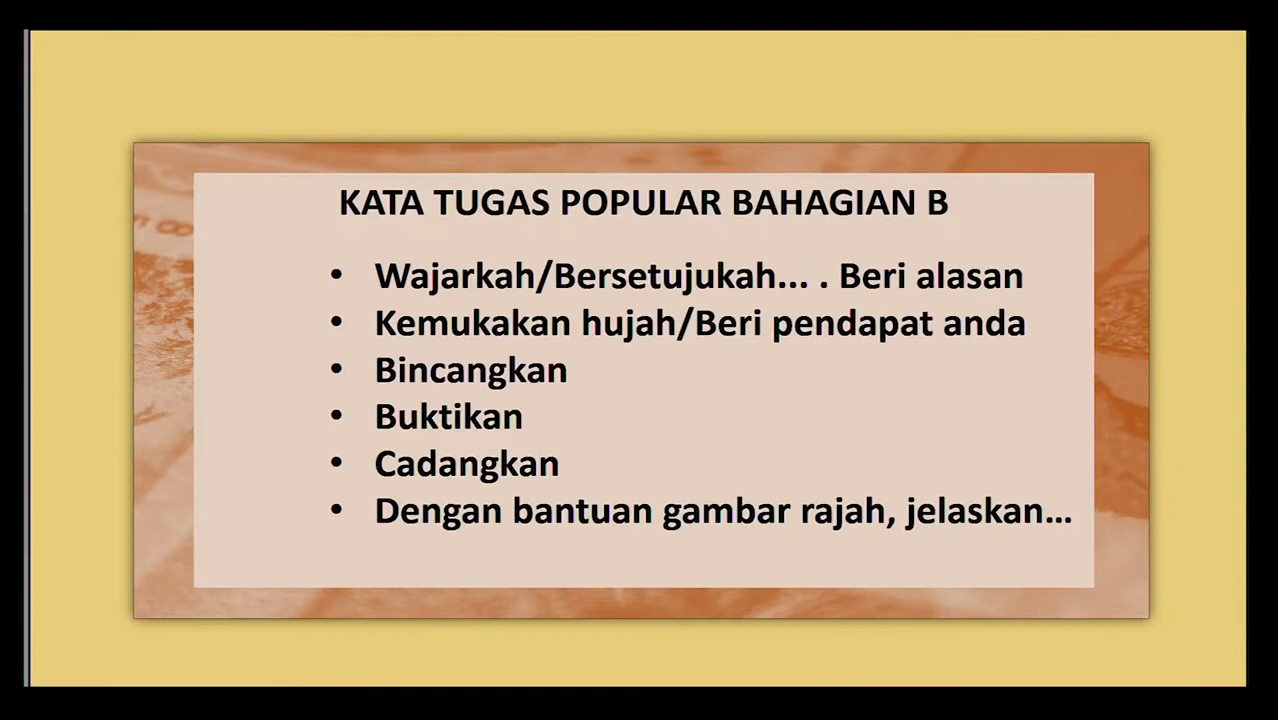 KATA TUGAS POPULAR BAHAGIAN B
• Wajarkah/Bersetujukah... . Beri alasan
• Kemukakan hujah/Beri pendapat anda
• Bincangkan
• Buktikan
• Cadangkan
• Dengan bantuan gambar rajah, jelaskan...